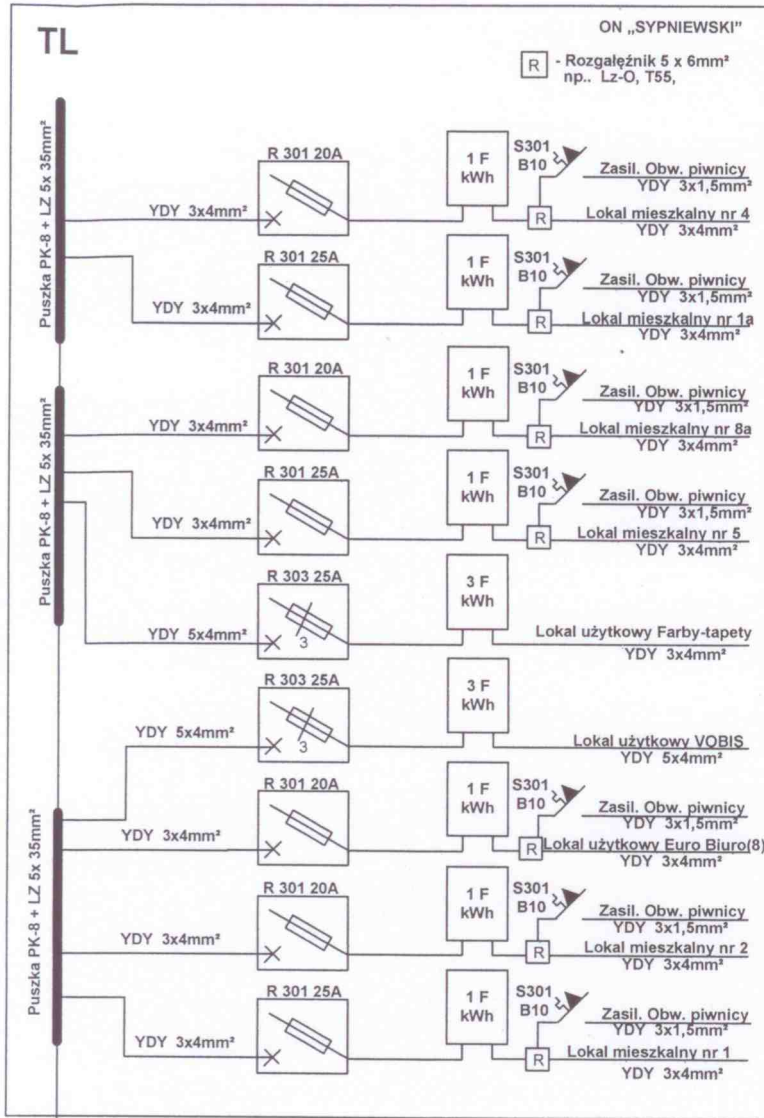 TL
ON „SYPNIEWSKI"
R - Rozgałęźnik 5 x 6mm²
np.. Lz-O, T55,
Puszka PK-8 + LZ 5x 35mm²
YDY 3x4mm²
R 301 20A
1 F
kWh
S301
B10
R
Zasil. Obw. piwnicy
YDY 3x1,5mm²
Lokal mieszkalny nr 4
YDY 3x4mm²
YDY 3x4mm²
R 301 25A
1 F
kWh
S301
B10
R
Zasil. Obw. piwnicy
YDY 3x1,5mm²
Lokal mieszkalny nr 1a
YDY 3x4mm²
Puszka PK-8 + LZ 5x 35mm²
YDY 3x4mm²
R 301 20A
1 F
kWh
S301
B10
R
Zasil. Obw. piwnicy
YDY 3x1,5mm²
Lokal mieszkalny nr 8a
YDY 3x4mm²
YDY 3x4mm²
R 301 25A
1 F
kWh
S301
B10
R
Zasil. Obw. piwnicy
YDY 3x1,5mm²
Lokal mieszkalny nr 5
YDY 3x4mm²
YDY 5x4mm²
R 303 25A
3
3 F
kWh
Lokal użytkowy Farby-tapety
YDY 3x4mm²
Puszka PK-8 + LZ 5x 35mm²
YDY 5x4mm²
R 303 25A
3
3 F
kWh
Lokal użytkowy VOBIS
YDY 5x4mm²
YDY 3x4mm²
R 301 20A
1 F
kWh
S301
B10
R
Zasil. Obw. piwnicy
YDY 3x1,5mm²
Lokal użytkowy Euro Biuro(8)
YDY 3x4mm²
YDY 3x4mm²
R 301 20A
1 F
kWh
S301
B10
R
Zasil. Obw. piwnicy
YDY 3x1,5mm²
Lokal mieszkalny nr 2
YDY 3x4mm²
YDY 3x4mm²
R 301 25A
1 F
kWh
S301
B10
R
Zasil. Obw. piwnicy
YDY 3x1,5mm²
Lokal mieszkalny nr 1
YDY 3x4mm²